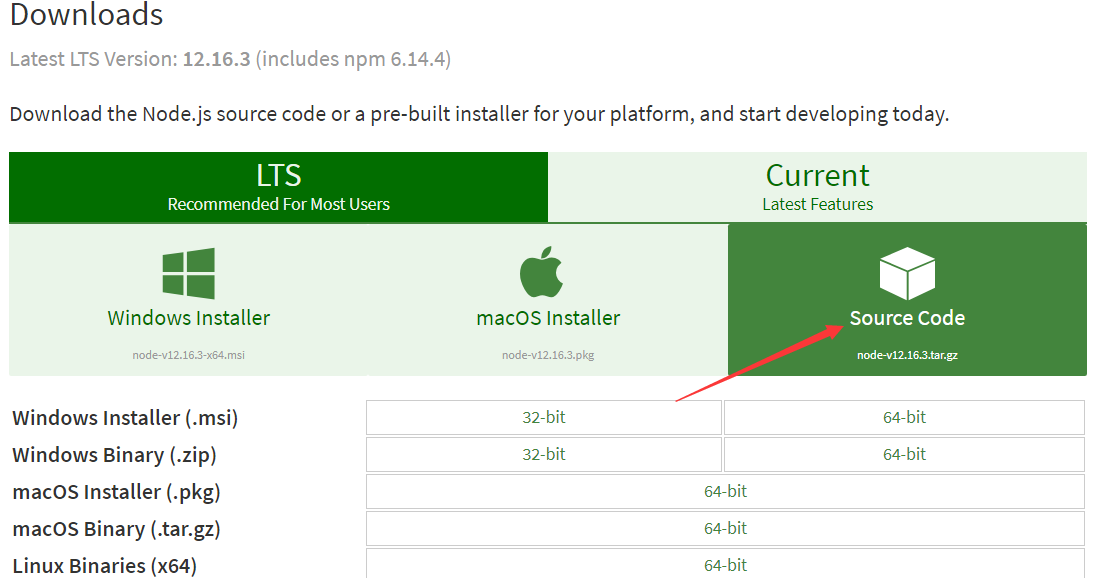 Downloads
Latest LTS Version: 12.16.3 (includes npm 6.14.4)
Download the Node.js source code or a pre-built installer for your platform, and start developing today.
LTS
Recommended For Most Users
Current
Latest Features
Windows Installer
node-v12.16.3-x64.msi
macOS Installer
node-v12.16.3.pkg
Source Code
node-v12.16.3.tar.gz
Windows Installer (.msi) 32-bit 64-bit
Windows Binary (.zip) 32-bit 64-bit
macOS Installer (.pkg) 64-bit
macOS Binary (.tar.gz) 64-bit
Linux Binaries (x64) 64-bit